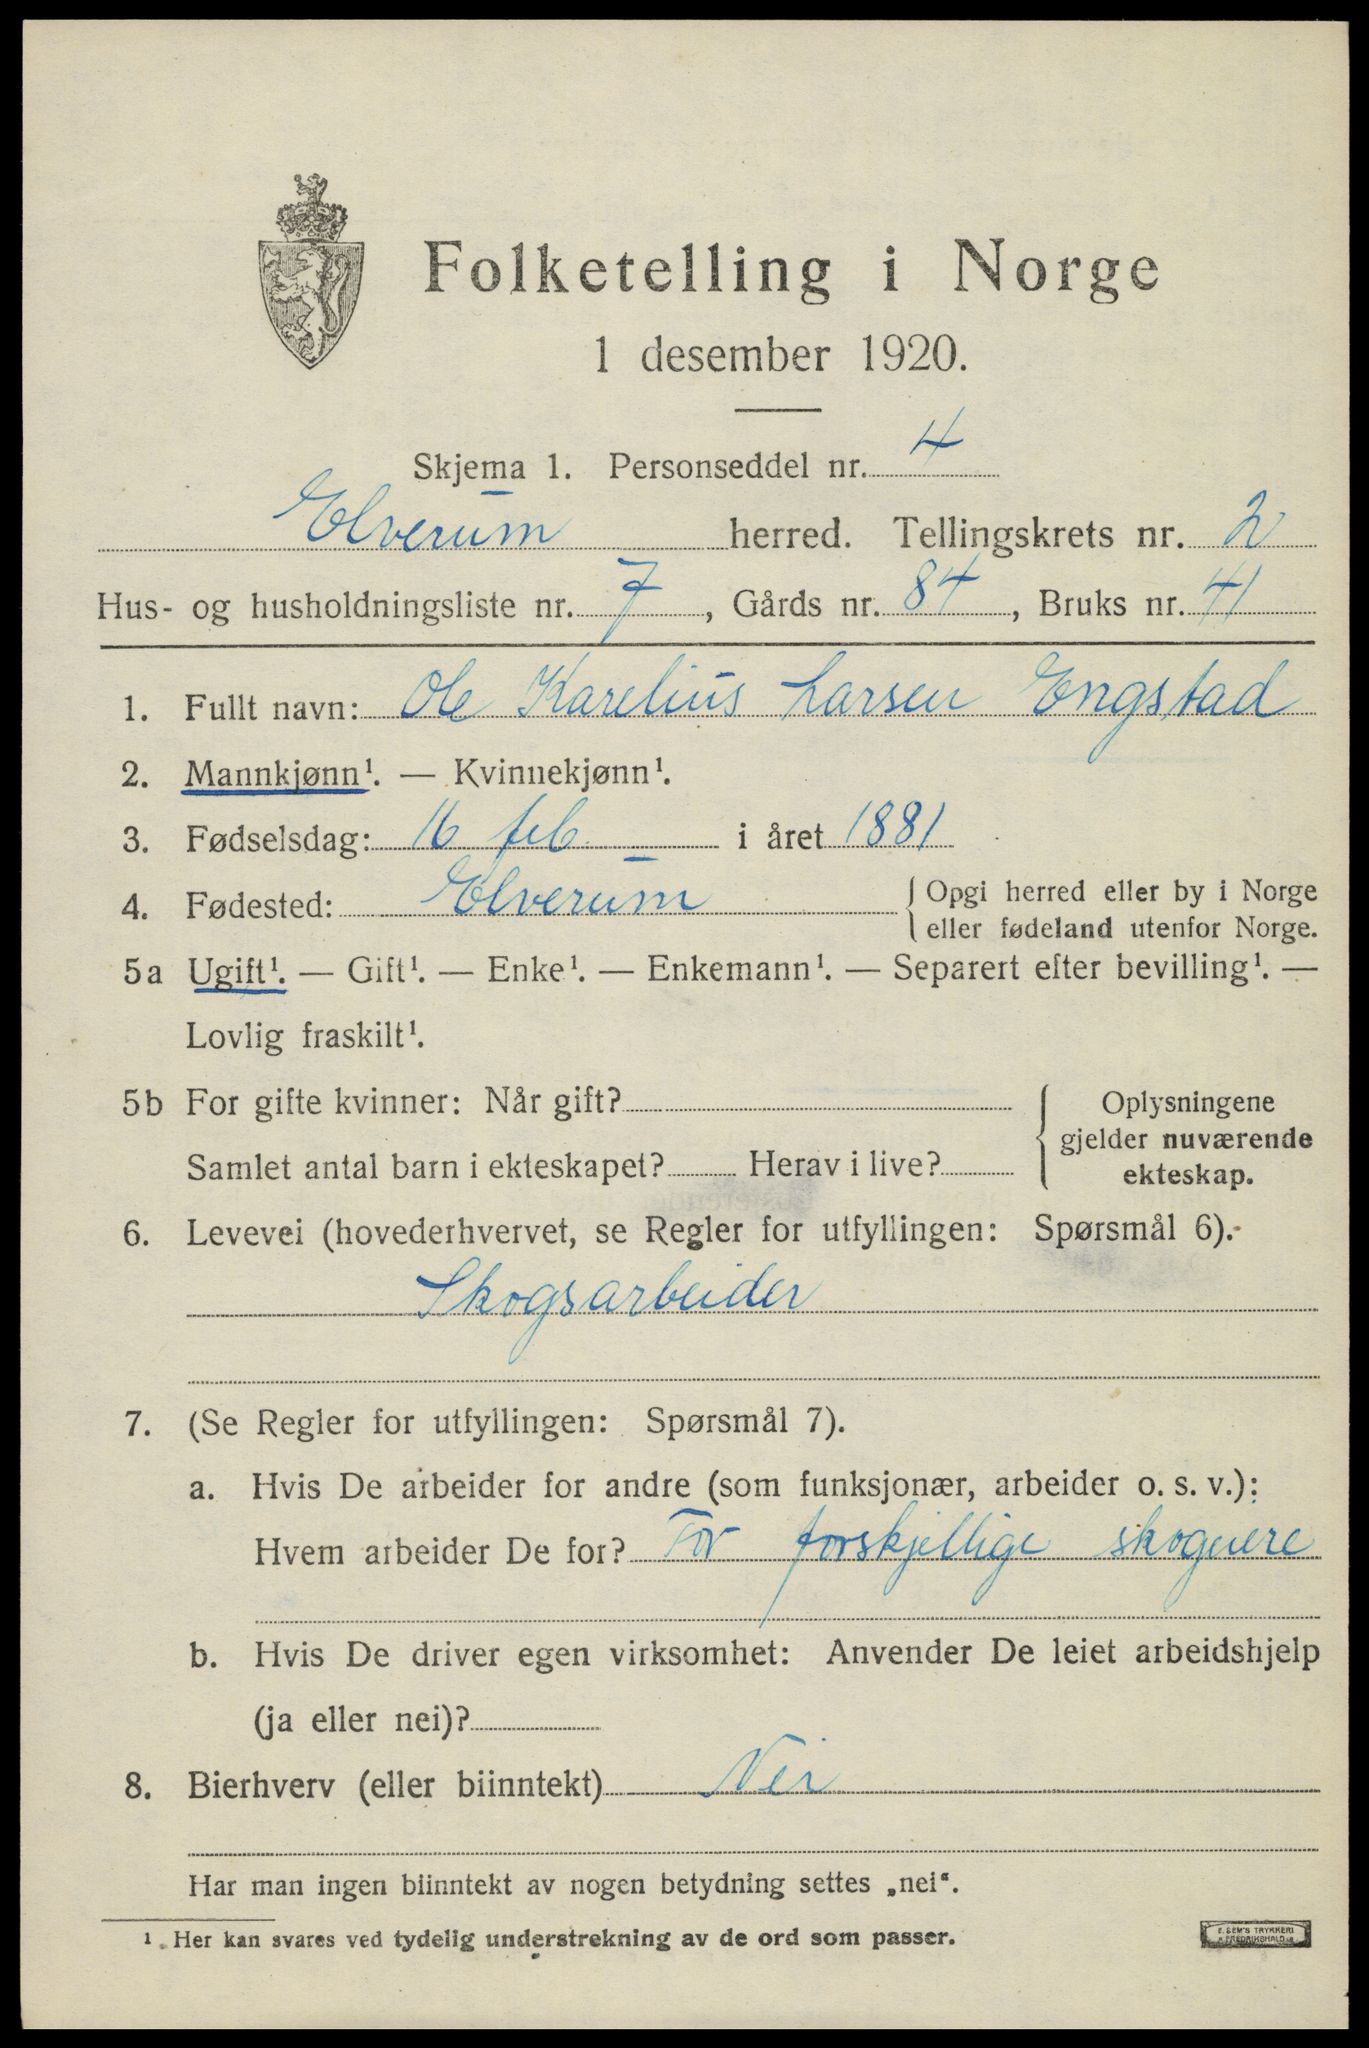 Folketelling i Norge
1 desember 1920.
Skjema 1. Personseddel nr. 4
Elverum herred. Tellingskrets nr. 2
Hus- og husholdningsliste nr. 7, Gårds nr. 84, Bruks nr. 41
1. Fullt navn: Ole Karelius Larsen Engstad
2. Mannkjønn¹. — Kvinnekjønn¹.
3. Fødselsdag: 16 feb. i året 1881
4. Fødested: Elverum { Opgi herred eller by i Norge
eller fødeland utenfor Norge.
5a Ugift¹. — Gift¹. — Enke¹. — Enkemann¹. — Separert efter bevilling¹. —
Lovlig fraskilt¹.
5b For gifte kvinner: Når gift?
Samlet antal barn i ekteskapet? Herav i live?
{ Oplysningene
gjelder nuværende
ekteskap.
6. Levevei (hovederhvervet, se Regler for utfyllingen: Spørsmål 6).
Skogsarbeider
7. (Se Regler for utfyllingen: Spørsmål 7).
a. Hvis De arbeider for andre (som funksjonær, arbeider o. s. v.):
Hvem arbeider De for? For forskjellige skogeiere
b. Hvis De driver egen virksomhet: Anvender De leiet arbeidshjelp
(ja eller nei)?
8. Bierhverv (eller biinntekt) Nei
Har man ingen biinntekt av nogen betydning settes „nei“.
¹ Her kan svares ved tydelig understrekning av de ord som passer.
E. SEM'S TRYKKERI
FREDRIKSHALD